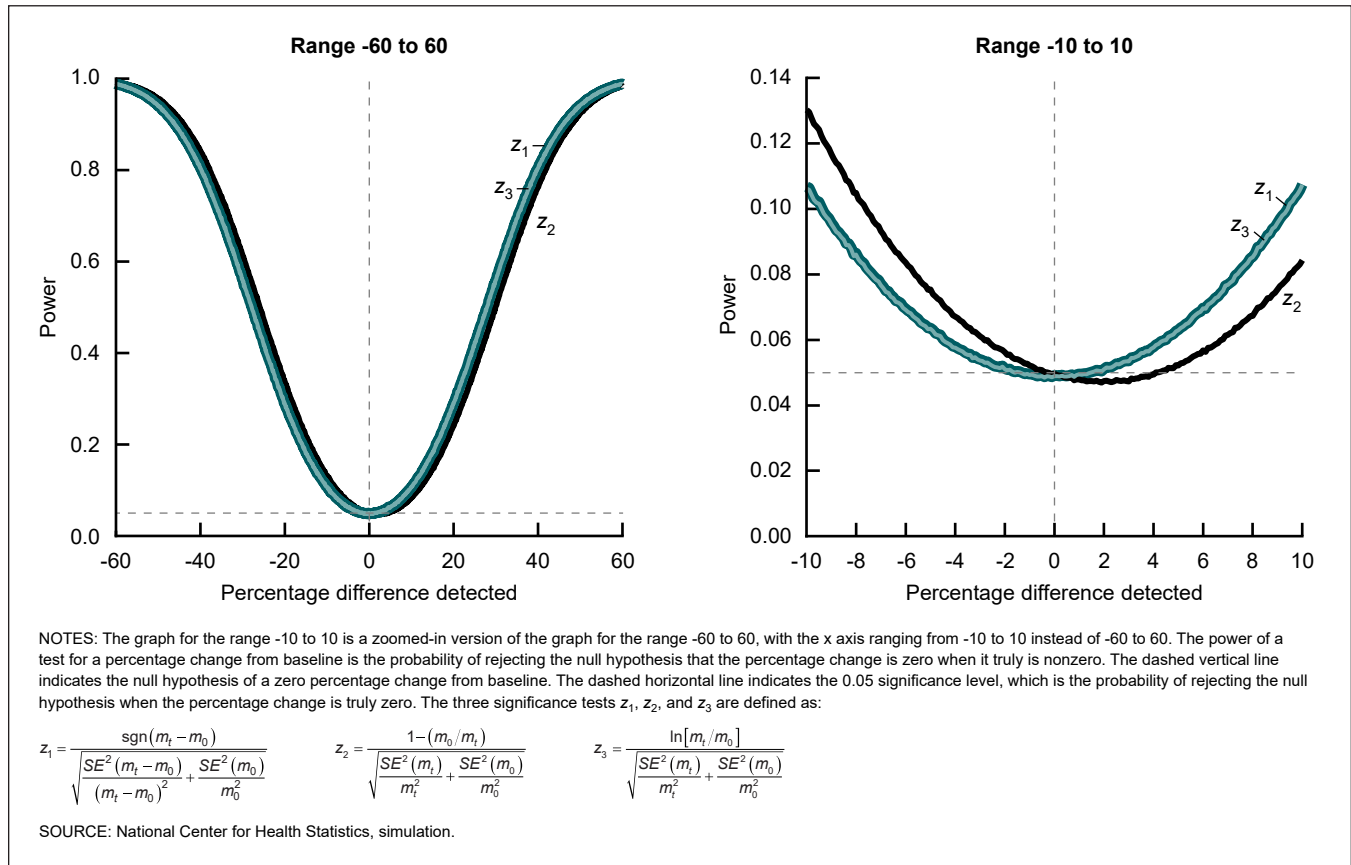 Range -60 to 60
1.0
0.8
0.6
0.4
0.2
0.0
Power
z₁
z₃
z₂
-60 -40 -20 0 20 40 60
Percentage difference detected
Range -10 to 10
0.14
0.12
0.10
0.08
0.06
0.04
0.02
0.00
Power
z₁
z₃
z₂
-10 -8 -6 -4 -2 0 2 4 6 8 10
Percentage difference detected
NOTES: The graph for the range -10 to 10 is a zoomed-in version of the graph for the range -60 to 60, with the x axis ranging from -10 to 10 instead of -60 to 60. The power of a
test for a percentage change from baseline is the probability of rejecting the null hypothesis that the percentage change is zero when it truly is nonzero. The dashed vertical line
indicates the null hypothesis of a zero percentage change from baseline. The dashed horizontal line indicates the 0.05 significance level, which is the probability of rejecting the null
hypothesis when the percentage change is truly zero. The three significance tests z₁, z₂, and z₃ are defined as:
z₁ = sgn(mₜ − m₀) / √(SE²(mₜ − m₀)/(mₜ − m₀)² + SE²(m₀)/m₀²)
z₂ = 1−(m₀/mₜ) / √(SE²(mₜ)/mₜ² + SE²(m₀)/m₀²)
z₃ = ln[mₜ/m₀] / √(SE²(mₜ)/mₜ² + SE²(m₀)/m₀²)
SOURCE: National Center for Health Statistics, simulation.